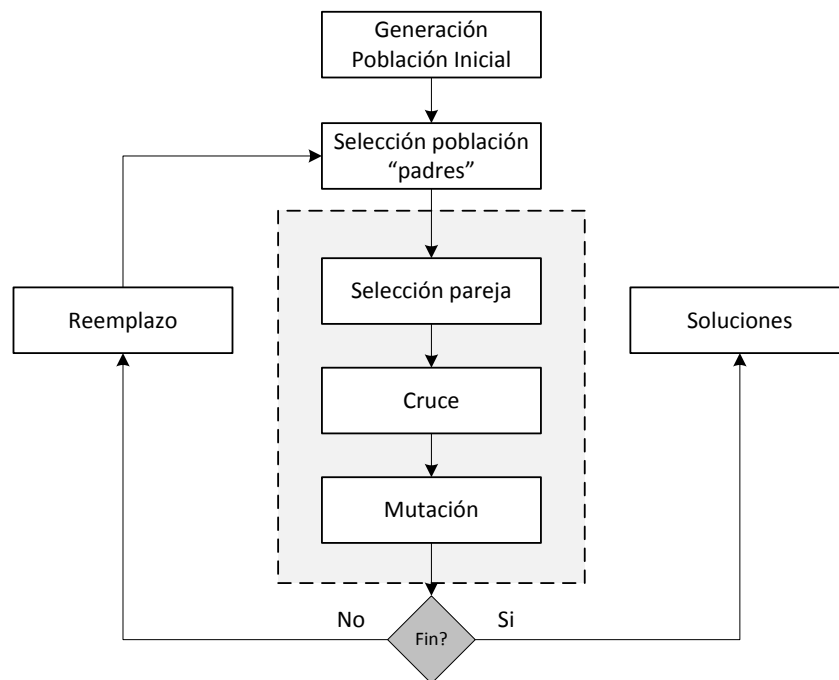 Generación
Población Inicial
Selección población
“padres”
Selección pareja
Reemplazo
Soluciones
Cruce
Mutación
No
Si
Fin?